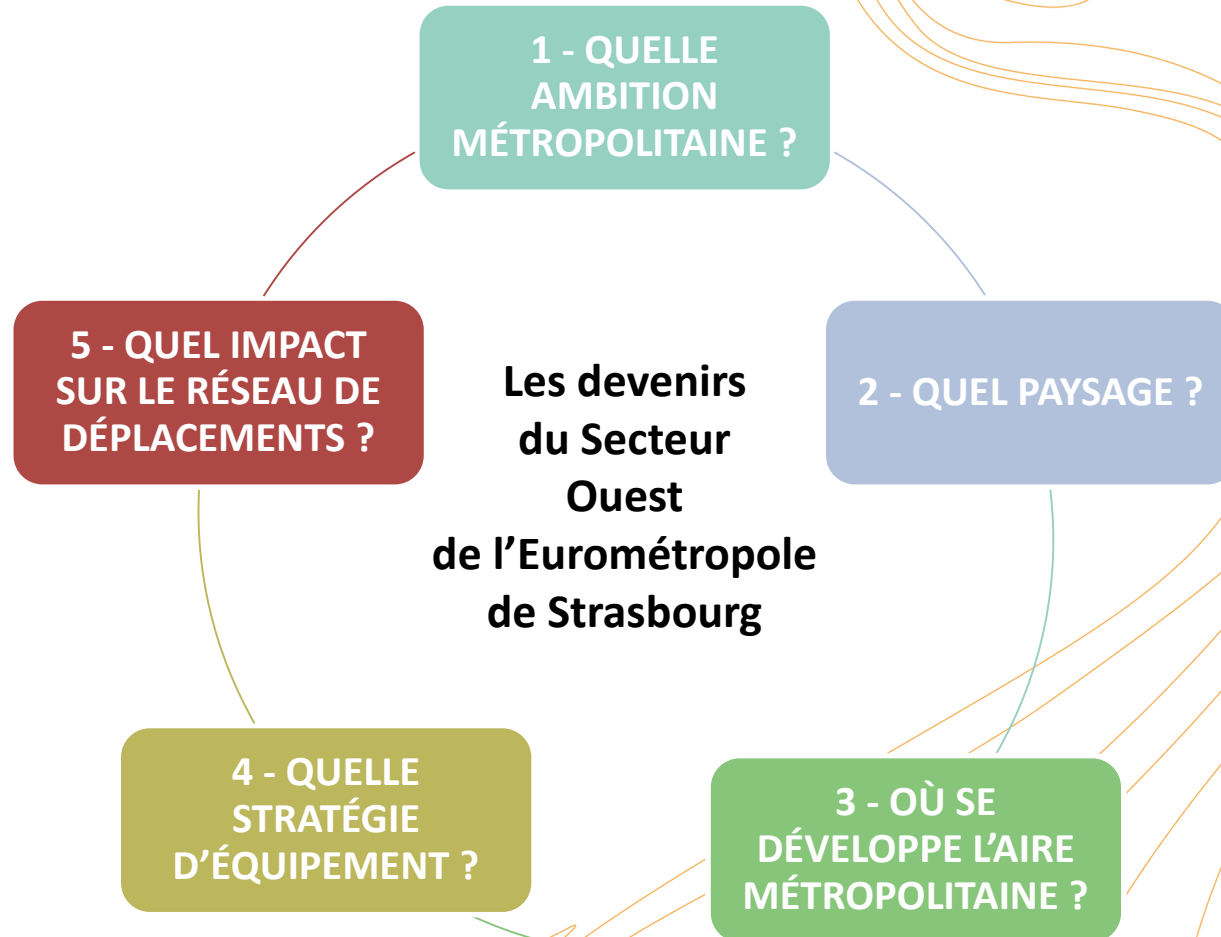 1 - QUELLE
AMBITION
MÉTROPOLITAINE ?
2 - QUEL PAYSAGE ?
3 - OÙ SE
DÉVELOPPE L’AIRE
MÉTROPOLITAINE ?
4 - QUELLE
STRATÉGIE
D’ÉQUIPEMENT ?
5 - QUEL IMPACT
SUR LE RÉSEAU DE
DÉPLACEMENTS ?
Les devenirs
du Secteur
Ouest
de l’Eurométropole
de Strasbourg